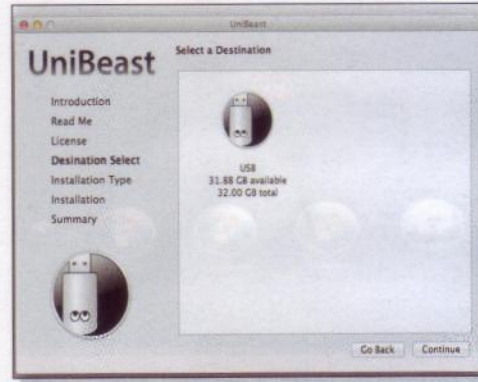 UniBeast
UniBeast
Select a Destination
Introduction
Read Me
License
Desination Select
Installation Type
Installation
Summary
USB
31.88 GB available
32.00 GB total
Go Back
Continue